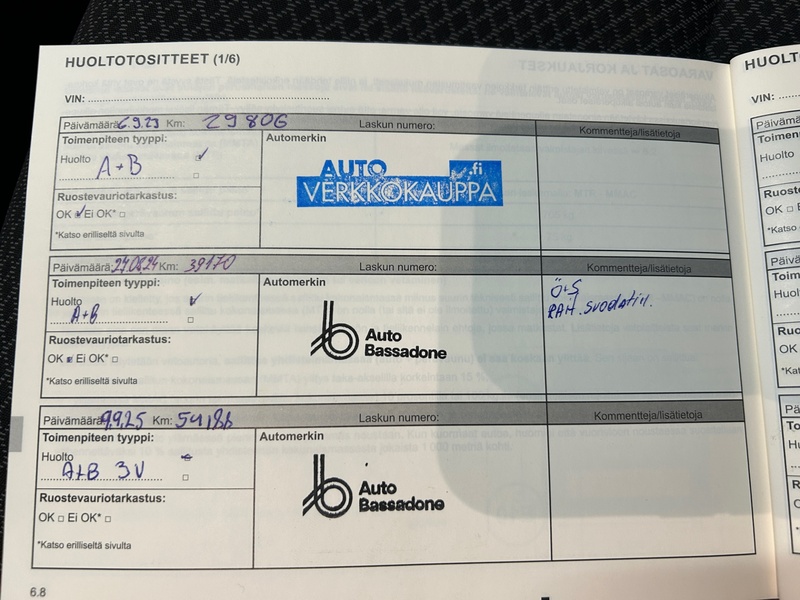 HUOLTOTOSITTEET (1/6)
VIN:
Päivämäärä: 6.9.23 Km: 29806 Laskun numero: Kommentteja/lisätietoja
Toimenpiteen tyyppi: Automerkin
Huolto A+B
AUTO .fi
VERKKOKAUPPA
Ruostevauriotarkastus:
OK Ei OK*
*Katso erilliseltä sivulta
Päivämäärä: 27.08.24 Km: 39170 Laskun numero: Kommentteja/lisätietoja
Toimenpiteen tyyppi: Automerkin
Huolto
A+B
Ö+S
RAH.suodatin.
Auto
Bassadone
Ruostevauriotarkastus:
OK Ei OK*
*Katso erilliseltä sivulta
Päivämäärä 9.9.25 Km: Laskun numero: Kommentteja/lisätietoja
Toimenpiteen tyyppi: Automerkin
Huolto
A+B 3V
Auto
Bassadone
Ruostevauriotarkastus:
OK Ei OK*
*Katso erilliseltä sivulta
6.8
HUOLT
VIN: